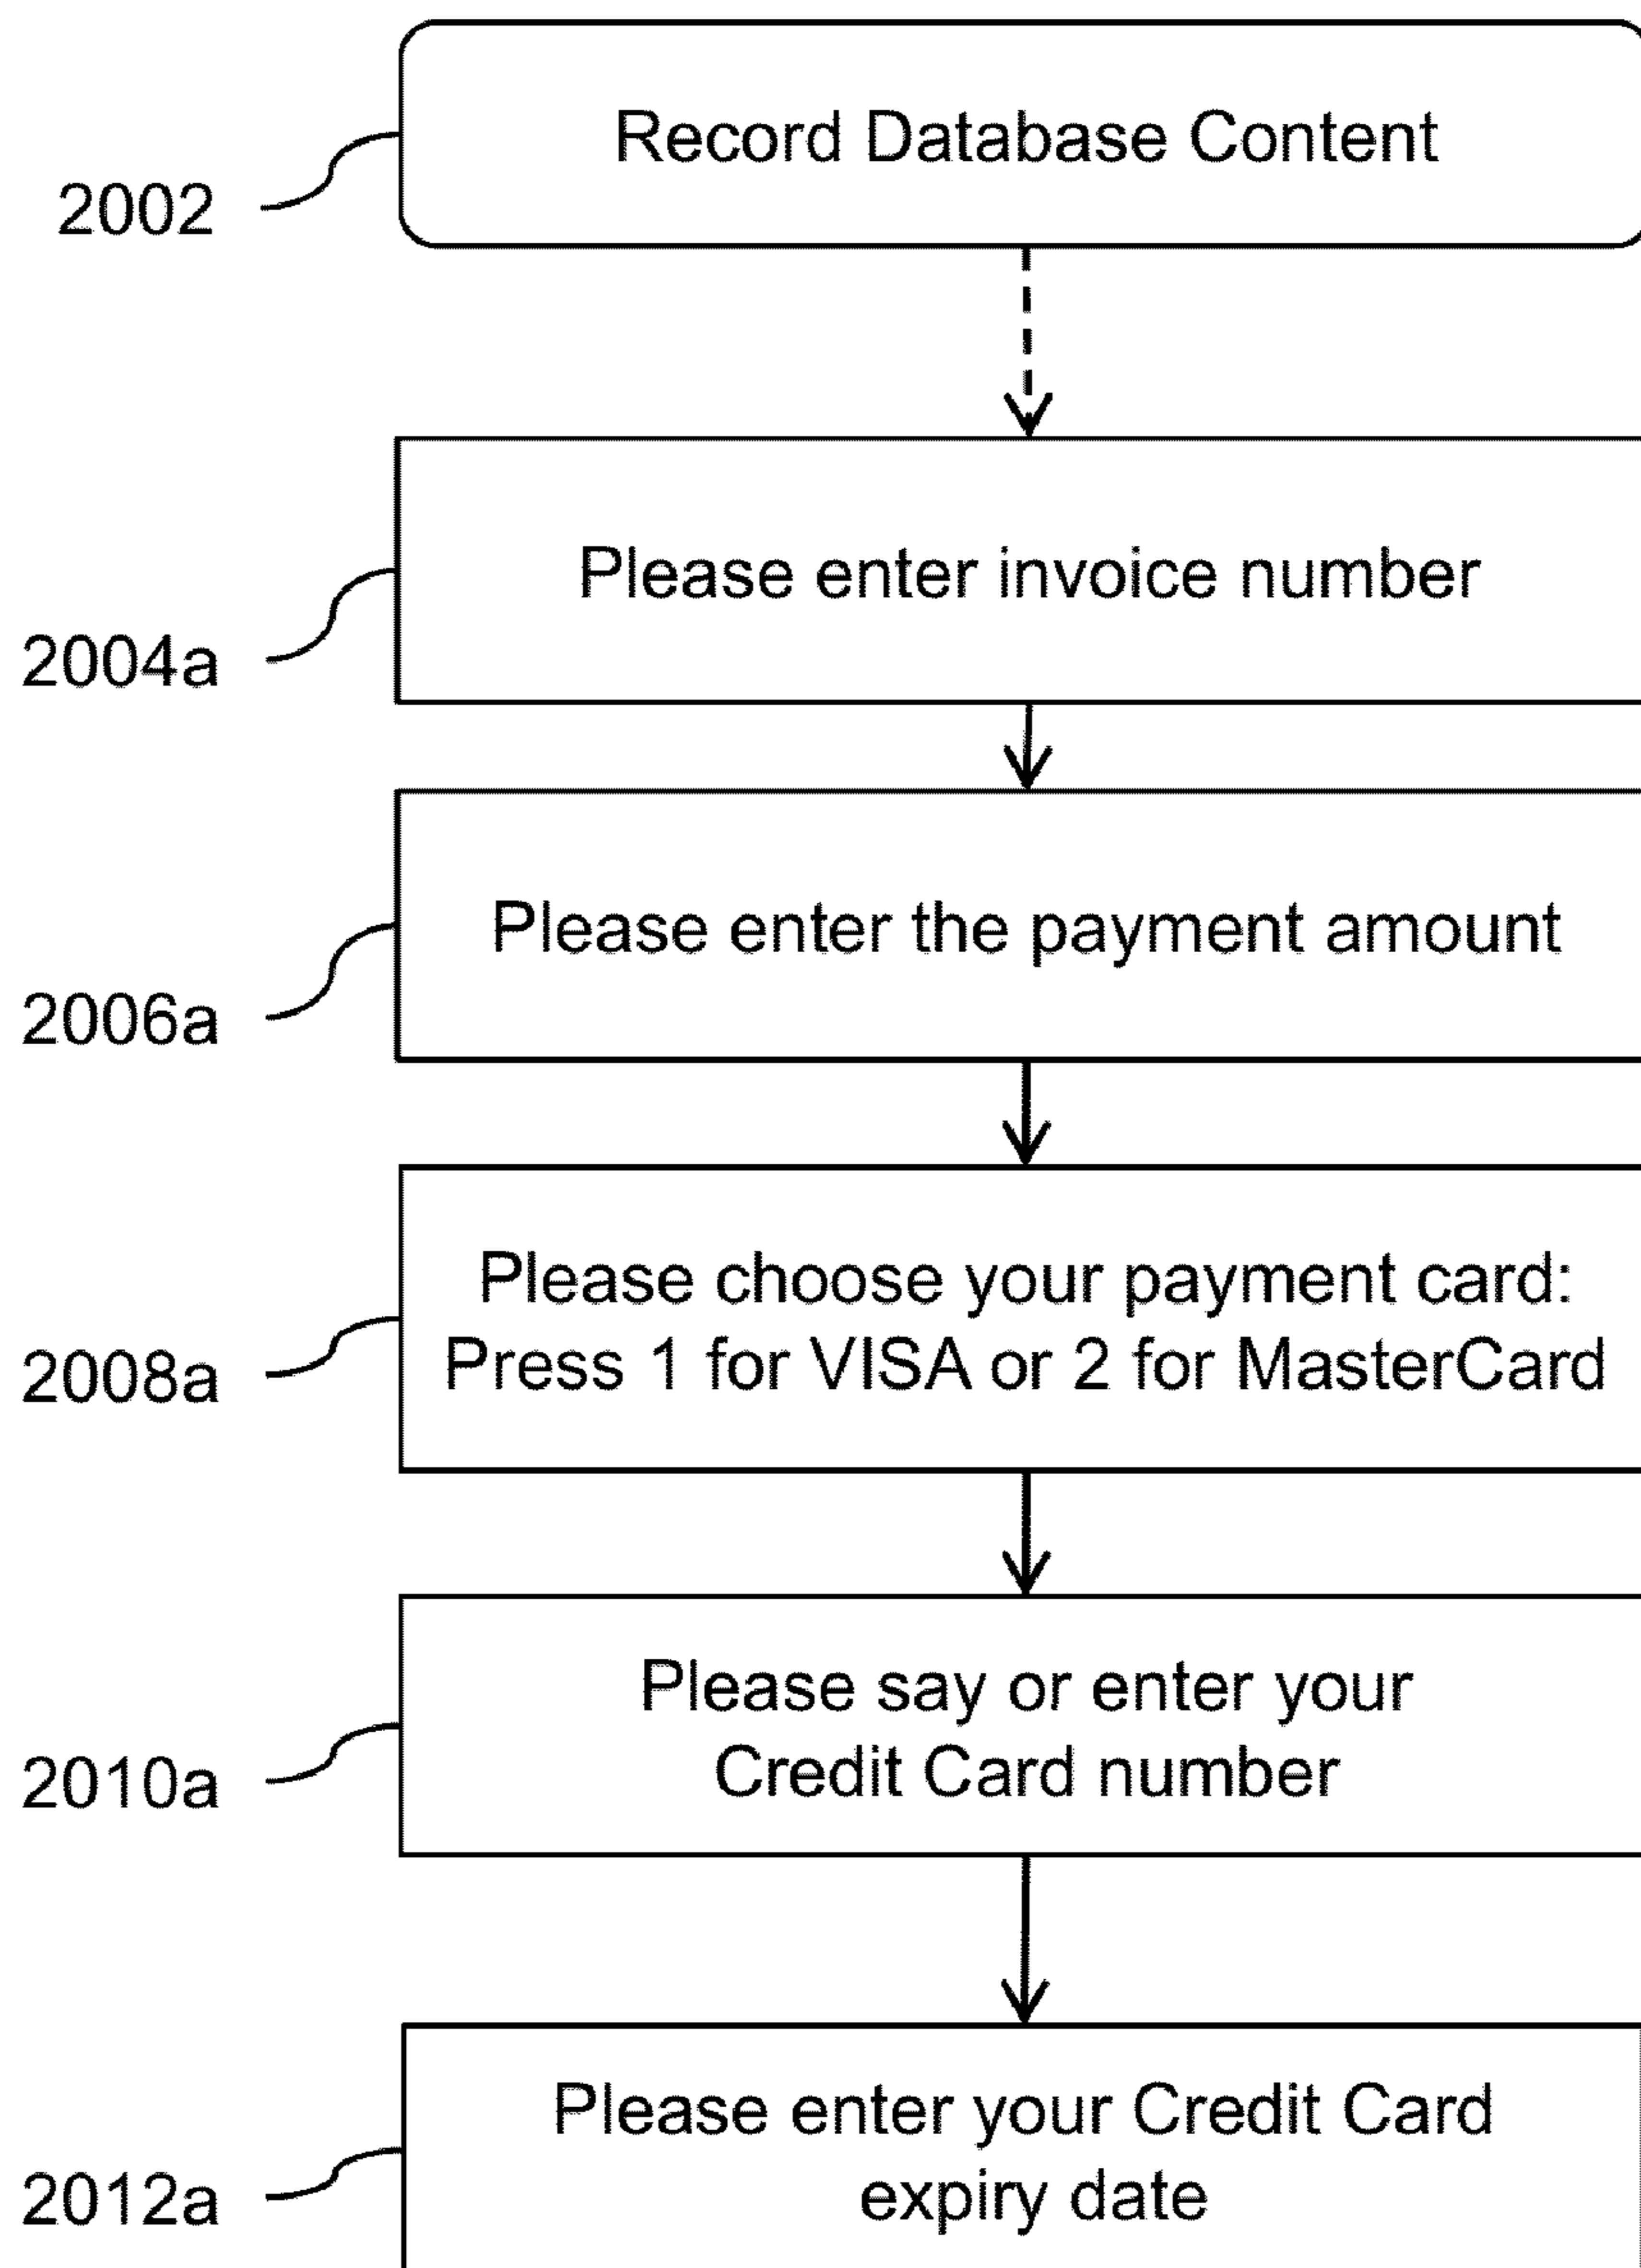 Record Database Content
2002
Please enter invoice number
2004a
Please enter the payment amount
2006a
Please choose your payment card:
Press 1 for VISA or 2 for MasterCard
2008a
Please say or enter your
Credit Card number
2010a
Please enter your Credit Card
expiry date
2012a